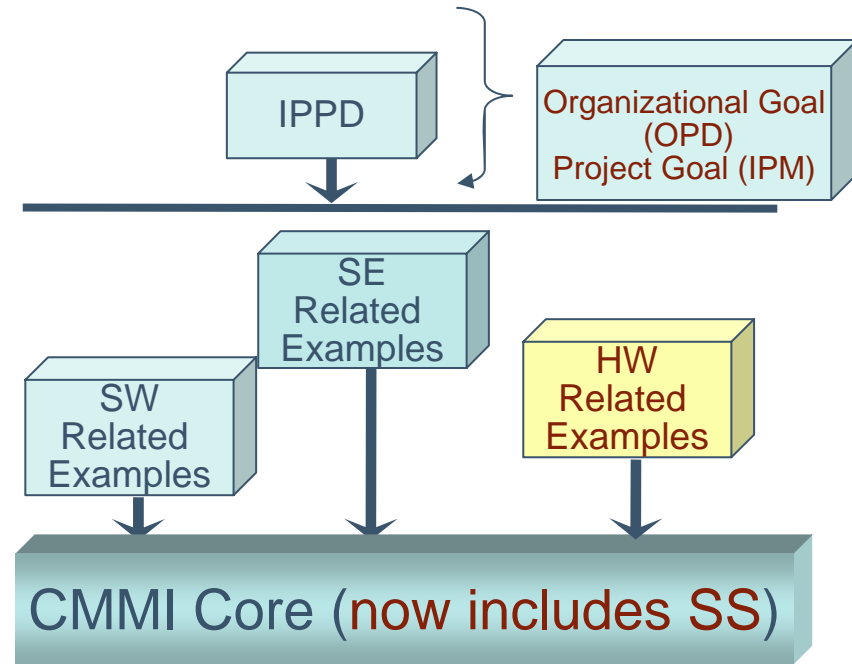 IPPD
Organizational Goal
(OPD)
Project Goal (IPM)
SE
Related
Examples
SW
Related
Examples
HW
Related
Examples
CMMI Core (now includes SS)